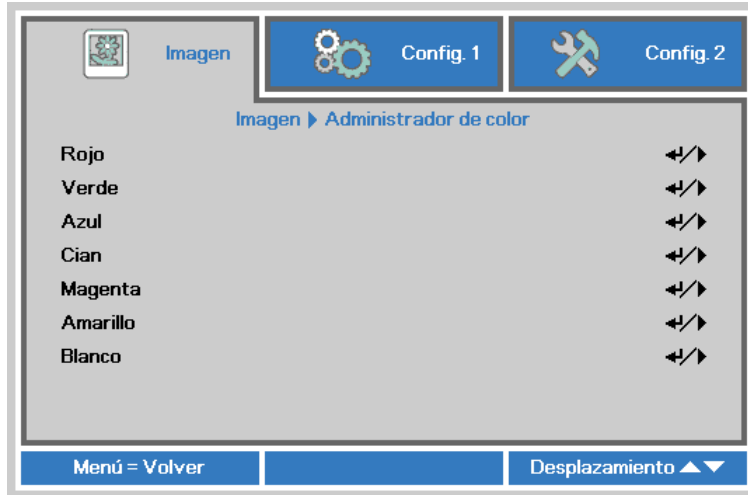 Imagen Config. 1 Config. 2
Imagen ▶ Administrador de color
Rojo ↵/▶
Verde ↵/▶
Azul ↵/▶
Cian ↵/▶
Magenta ↵/▶
Amarillo ↵/▶
Blanco ↵/▶
Menú = Volver Desplazamiento ▲▼